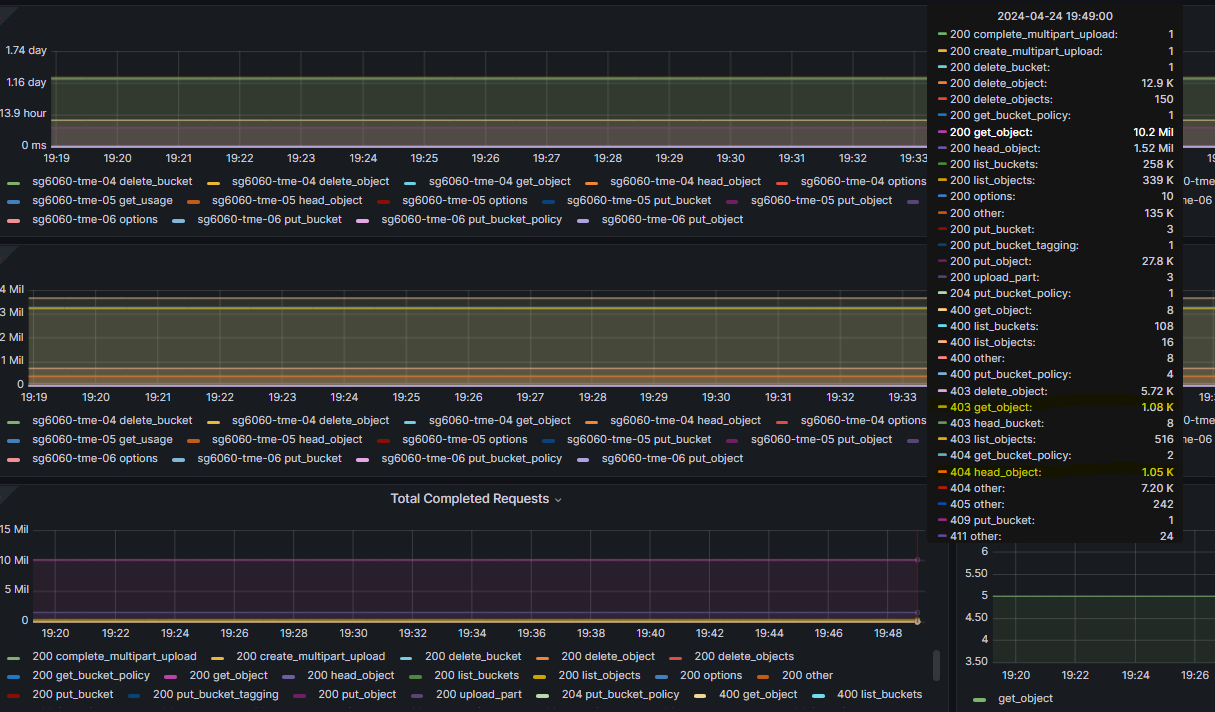 1.74 day
1.16 day
13.9 hour
0 ms
19:19 19:20 19:21 19:22 19:23 19:24 19:25 19:26 19:27 19:28 19:29 19:30 19:31 19:32 19:33
sg6060-tme-04 delete_bucket sg6060-tme-04 delete_object sg6060-tme-04 get_object sg6060-tme-04 head_object sg6060-tme-04 options
sg6060-tme-05 get_usage sg6060-tme-05 head_object sg6060-tme-05 options sg6060-tme-05 put_bucket sg6060-tme-05 put_object
sg6060-tme-06 options sg6060-tme-06 put_bucket sg6060-tme-06 put_bucket_policy sg6060-tme-06 put_object
4 Mil
3 Mil
2 Mil
1 Mil
0
19:19 19:20 19:21 19:22 19:23 19:24 19:25 19:26 19:27 19:28 19:29 19:30 19:31 19:32 19:33
sg6060-tme-04 delete_bucket sg6060-tme-04 delete_object sg6060-tme-04 get_object sg6060-tme-04 head_object sg6060-tme-04 options
sg6060-tme-05 get_usage sg6060-tme-05 head_object sg6060-tme-05 options sg6060-tme-05 put_bucket sg6060-tme-05 put_object
sg6060-tme-06 options sg6060-tme-06 put_bucket sg6060-tme-06 put_bucket_policy sg6060-tme-06 put_object
Total Completed Requests
15 Mil
10 Mil
5 Mil
0
19:20 19:22 19:24 19:26 19:28 19:30 19:32 19:34 19:36 19:38 19:40 19:42 19:44 19:46 19:48
200 complete_multipart_upload 200 create_multipart_upload 200 delete_bucket 200 delete_object 200 delete_objects
200 get_bucket_policy 200 get_object 200 head_object 200 list_buckets 200 list_objects 200 options 200 other
200 put_bucket 200 put_bucket_tagging 200 put_object 200 upload_part 204 put_bucket_policy 400 get_object 400 list_buckets
2024-04-24 19:49:00
200 complete_multipart_upload: 1
200 create_multipart_upload: 1
200 delete_bucket: 1
200 delete_object: 12.9 K
200 delete_objects: 150
200 get_bucket_policy: 1
200 get_object: 10.2 Mil
200 head_object: 1.52 Mil
200 list_buckets: 258 K
200 list_objects: 339 K
200 options: 10
200 other: 135 K
200 put_bucket: 3
200 put_bucket_tagging: 1
200 put_object: 27.8 K
200 upload_part: 3
204 put_bucket_policy: 1
400 get_object: 8
400 list_buckets: 108
400 list_objects: 16
400 other: 8
400 put_bucket_policy: 4
403 delete_object: 5.72 K
403 get_object: 1.08 K
403 head_bucket: 8
403 list_objects: 516
404 get_bucket_policy: 2
404 head_object: 1.05 K
404 other: 7.20 K
405 other: 242
409 put_bucket: 1
411 other: 24
6
5.50
5
4.50
4
3.50
19:20 19:22 19:24 19:26
get_object